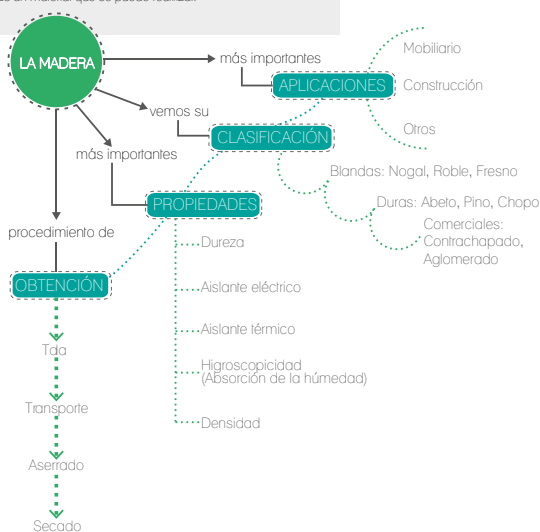 LA MADERA
más importantes
APLICACIONES
Mobiliario
Construcción
Otros
vemos su
CLASIFICACIÓN
Blandas: Nogal, Roble, Fresno
Duras: Abeto, Pino, Chopo
Comerciales:
Contrachapado,
Aglomerado
más importantes
PROPIEDADES
Dureza
Aislante eléctrico
Aislante térmico
Higroscopicidad
(Absorción de la húmedad)
Densidad
procedimiento de
OBTENCIÓN
Tda
Transporte
Aserrado
Secado